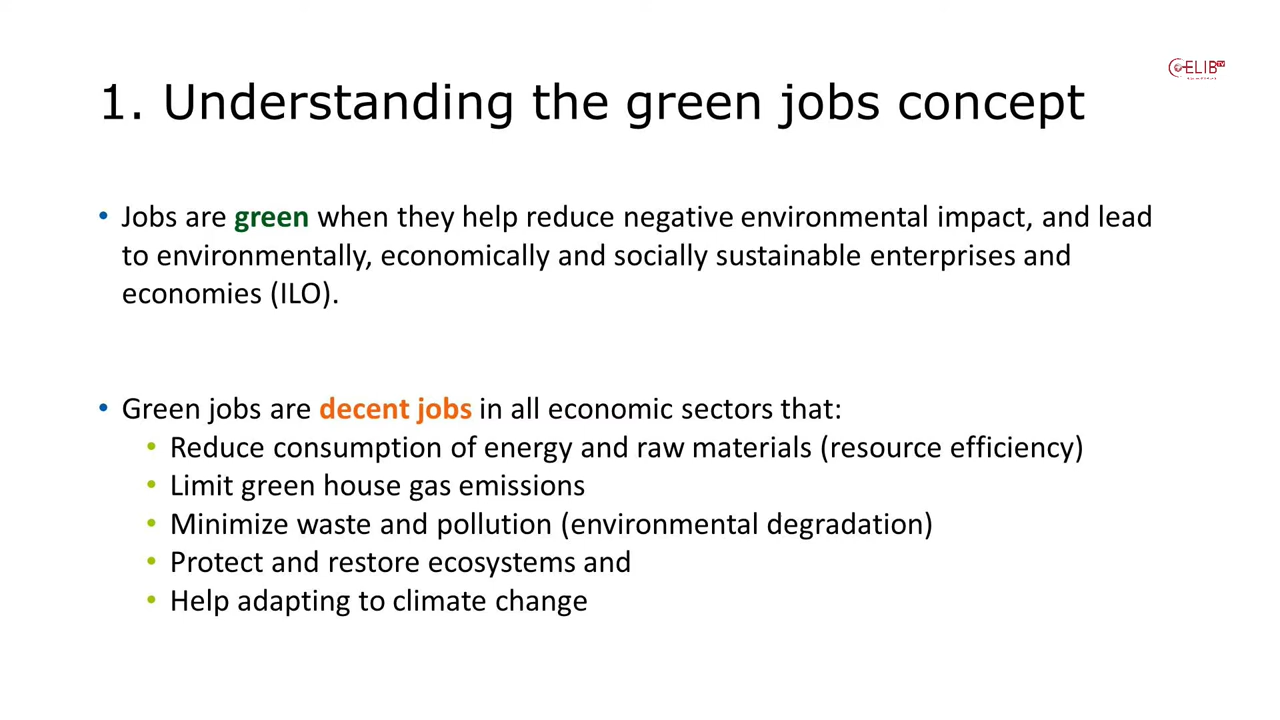 ELIB TV
1. Understanding the green jobs concept
• Jobs are green when they help reduce negative environmental impact, and lead
to environmentally, economically and socially sustainable enterprises and
economies (ILO).
• Green jobs are decent jobs in all economic sectors that:
• Reduce consumption of energy and raw materials (resource efficiency)
• Limit green house gas emissions
• Minimize waste and pollution (environmental degradation)
• Protect and restore ecosystems and
• Help adapting to climate change